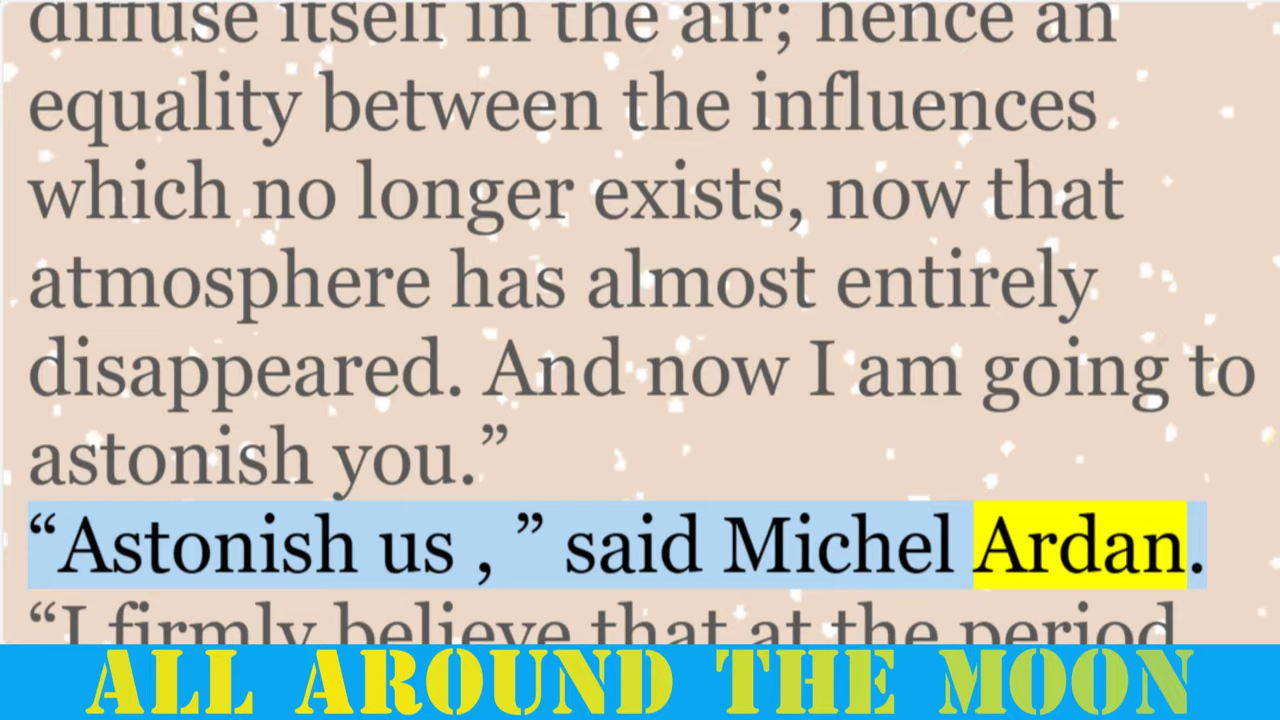 diffuse itself in the air; hence an
equality between the influences
which no longer exists, now that
atmosphere has almost entirely
disappeared. And now I am going to
astonish you.”
“Astonish us , ” said Michel Ardan.
“I firmly believe that at the period
ALL AROUND THE MOON